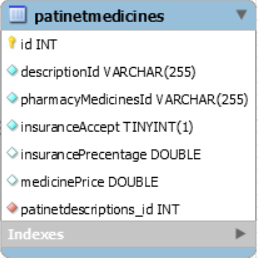 patinetmedicines
id INT
descriptionId VARCHAR(255)
pharmacyMedicinesId VARCHAR(255)
insuranceAccept TINYINT(1)
insurancePrecentage DOUBLE
medicinePrice DOUBLE
patinetdescriptions_id INT
Indexes